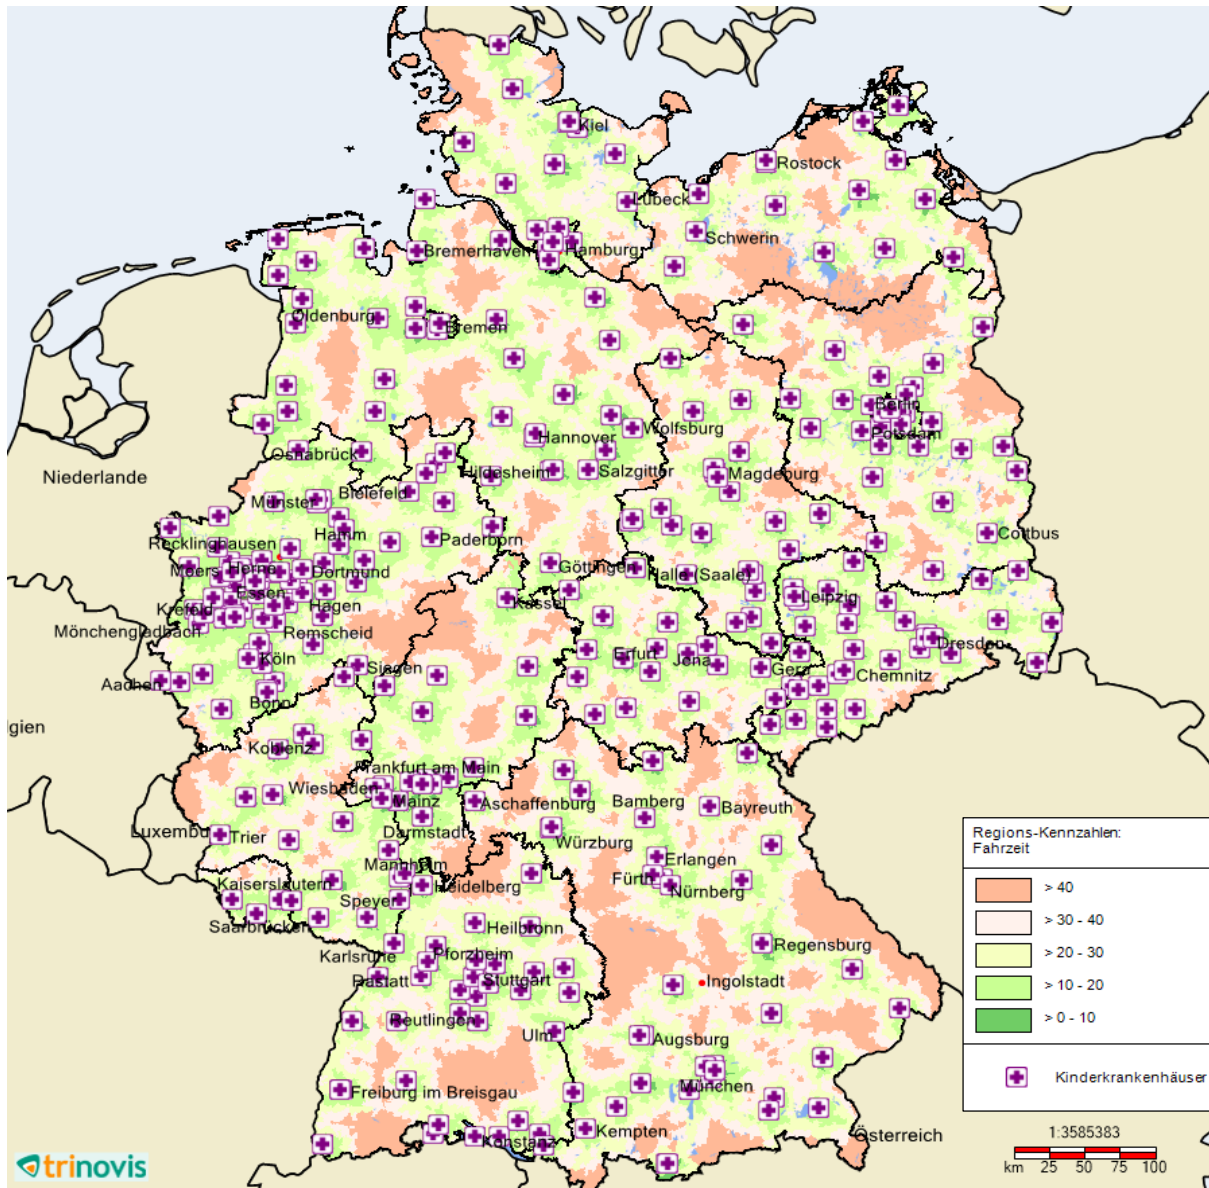 Kiel
Rostock
Lübeck
Schwerin
Hamburg
Bremerhaven
Oldenburg
Bremen
Berlin
Potsdam
Wolfsburg
Hannover
Osnabrück
Niederlande
Hildesheim
Salzgitter
Magdeburg
Bielefeld
Münster
Hamm
Paderborn
Cottbus
Recklinghausen
Herne
Moers
Dortmund
Göttingen
Halle (Saale)
Essen
Leipzig
Kassel
Krefeld
Hagen
Mönchengladbach
Remscheid
Dresden
Köln
Erfurt
Jena
Siegen
Gera
Chemnitz
Aachen
Bonn
gien
Koblenz
Frankfurt am Main
Wiesbaden
Mainz
Aschaffenburg
Bamberg
Bayreuth
Luxembu
Trier
Darmstadt
Würzburg
Mannheim
Erlangen
Kaiserslautern
Heidelberg
Fürth
Nürnberg
Speyer
Saarbrücken
Heilbronn
Karlsruhe
Pforzheim
Regensburg
Rastatt
Stuttgart
Ingolstadt
Reutlingen
Ulm
Augsburg
Freiburg im Breisgau
München
Konstanz
Kempten
Österreich
Regions-Kennzahlen:
Fahrzeit
> 40
> 30 - 40
> 20 - 30
> 10 - 20
> 0 - 10
Kinderkrankenhäuser
1:3585383
km 25 50 75 100
trinovis